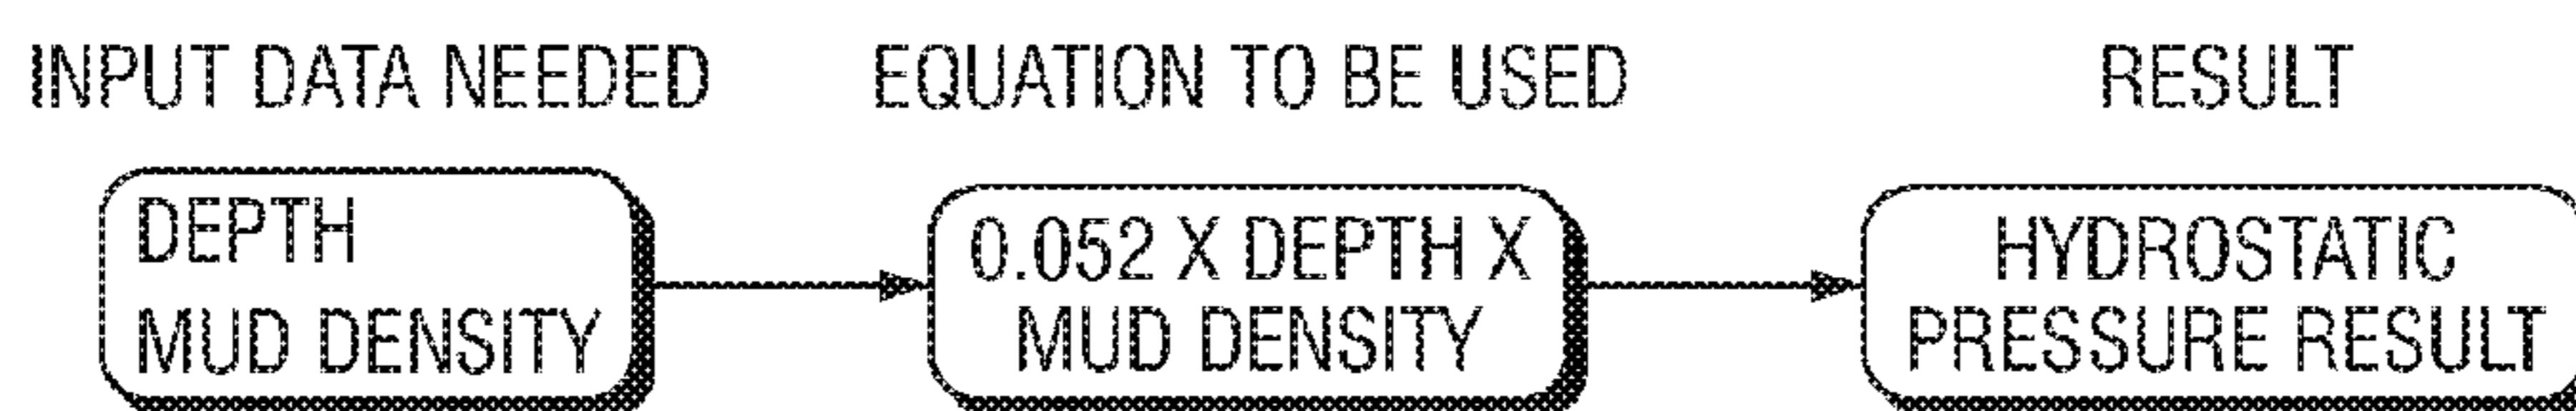 INPUT DATA NEEDED
EQUATION TO BE USED
RESULT
DEPTH
MUD DENSITY
0.052 X DEPTH X
MUD DENSITY
HYDROSTATIC
PRESSURE RESULT